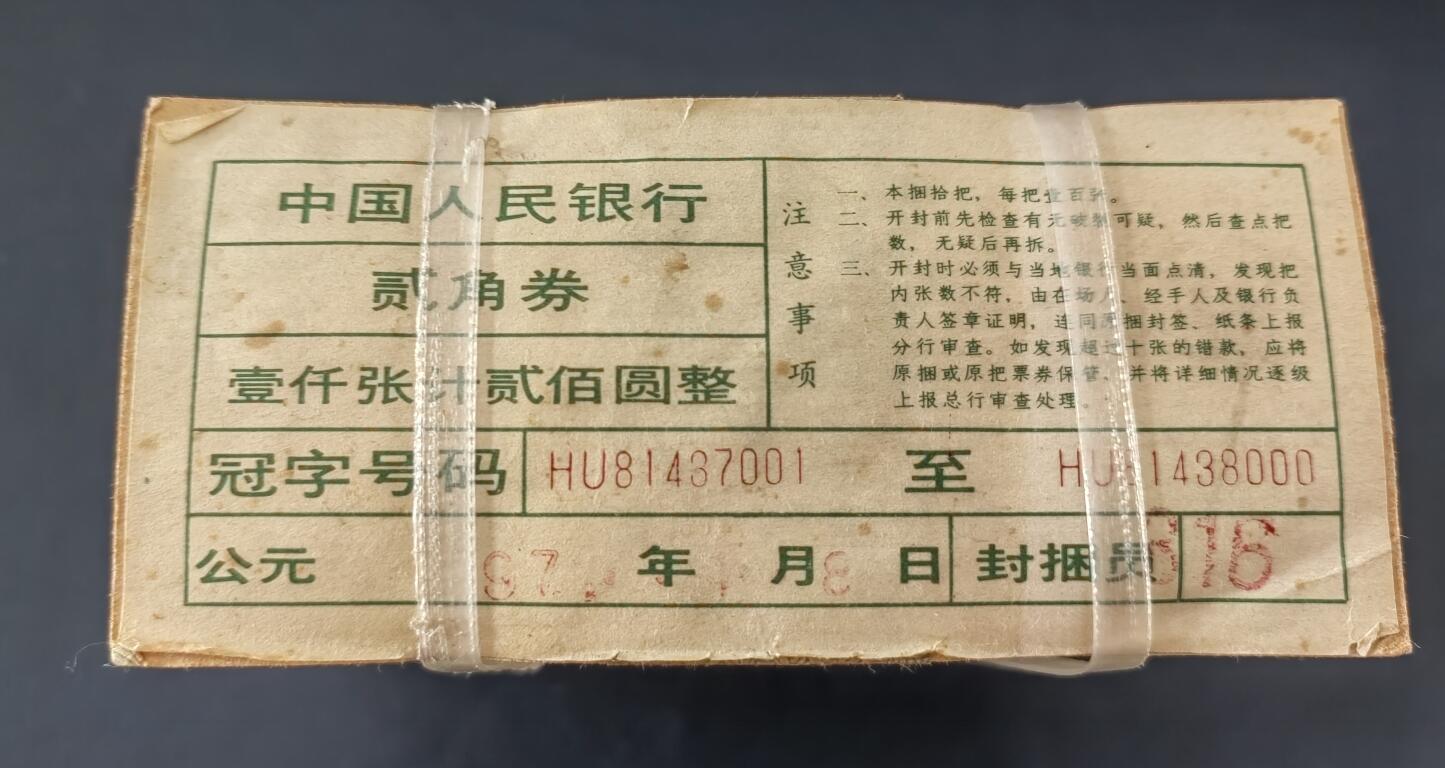 中国人民银行
贰角券
壹仟张计贰佰圆整
注意事项
一、本捆拾把，每把壹百张。
二、开封前先检查有无破裂可疑，然后查点把
数，无疑后再拆。
三、开封时必须与当地银行当面点清，发现把
内张数不符，由在场人、经手人及银行负
责人签章证明，连同原捆封签、纸条上报
分行审查。如发现超过十张的错款，应将
原捆或原把票券保管、并将详细情况逐级
上报总行审查处理。
冠字号码 HU81437001 至 HU81438000
公元 97. 年 月 8 日 封捆员 816